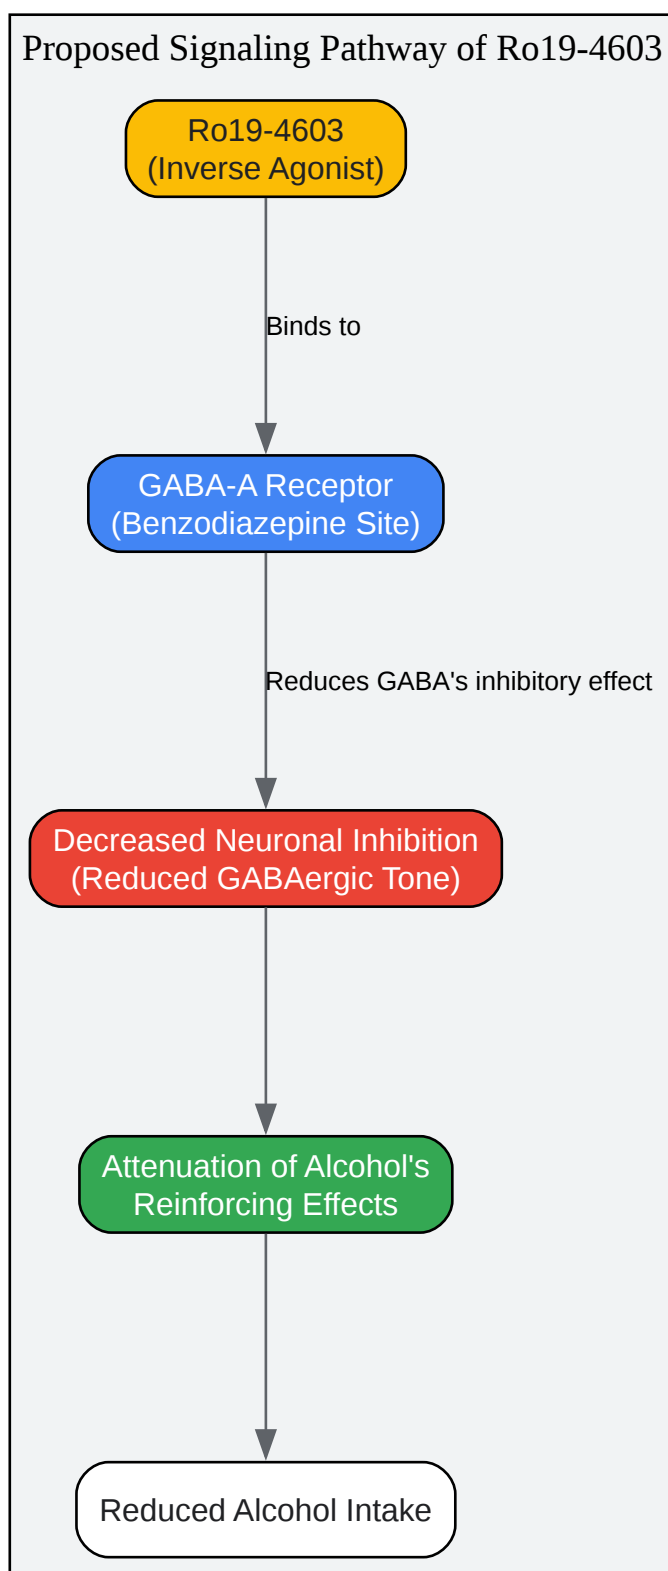 Proposed Signaling Pathway of Ro19-4603
Ro19-4603
(Inverse Agonist)
Binds to
GABA-A Receptor
(Benzodiazepine Site)
Reduces GABA's inhibitory effect
Decreased Neuronal Inhibition
(Reduced GABAergic Tone)
Attenuation of Alcohol's
Reinforcing Effects
Reduced Alcohol Intake